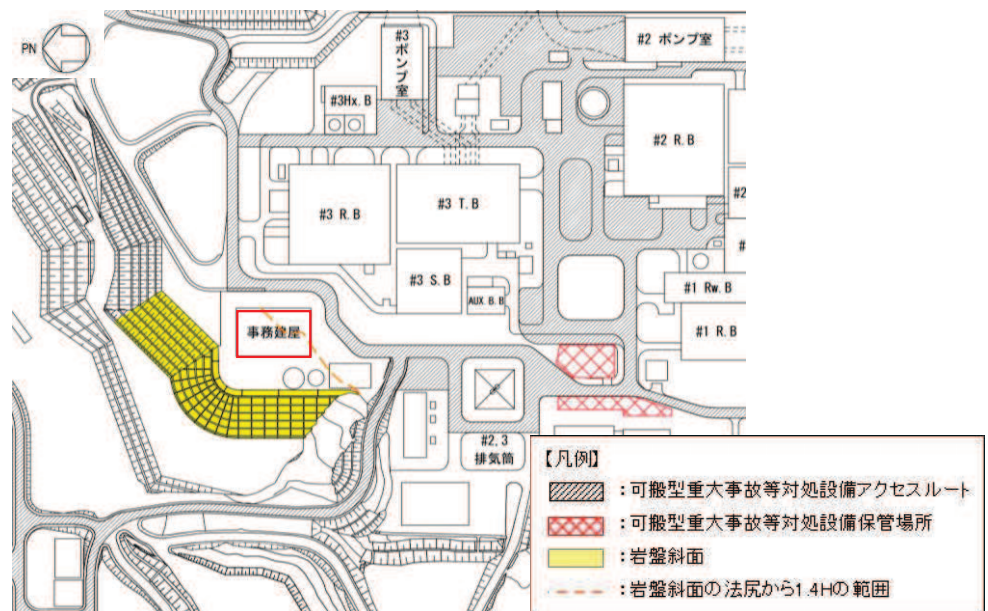 PN
#3 ポンプ室
#2 ポンプ室
#3Hx.B
#2 R.B
#3 R.B
#3 T.B
#2
#3 S.B
AUX B.B
#1 Rw.B
#1 R.B
事務建屋
#2,3
排気筒
【凡例】
：可搬型重大事故等対処設備アクセスルート
：可搬型重大事故等対処設備保管場所
：岩盤斜面
：岩盤斜面の法尻から1.4Hの範囲